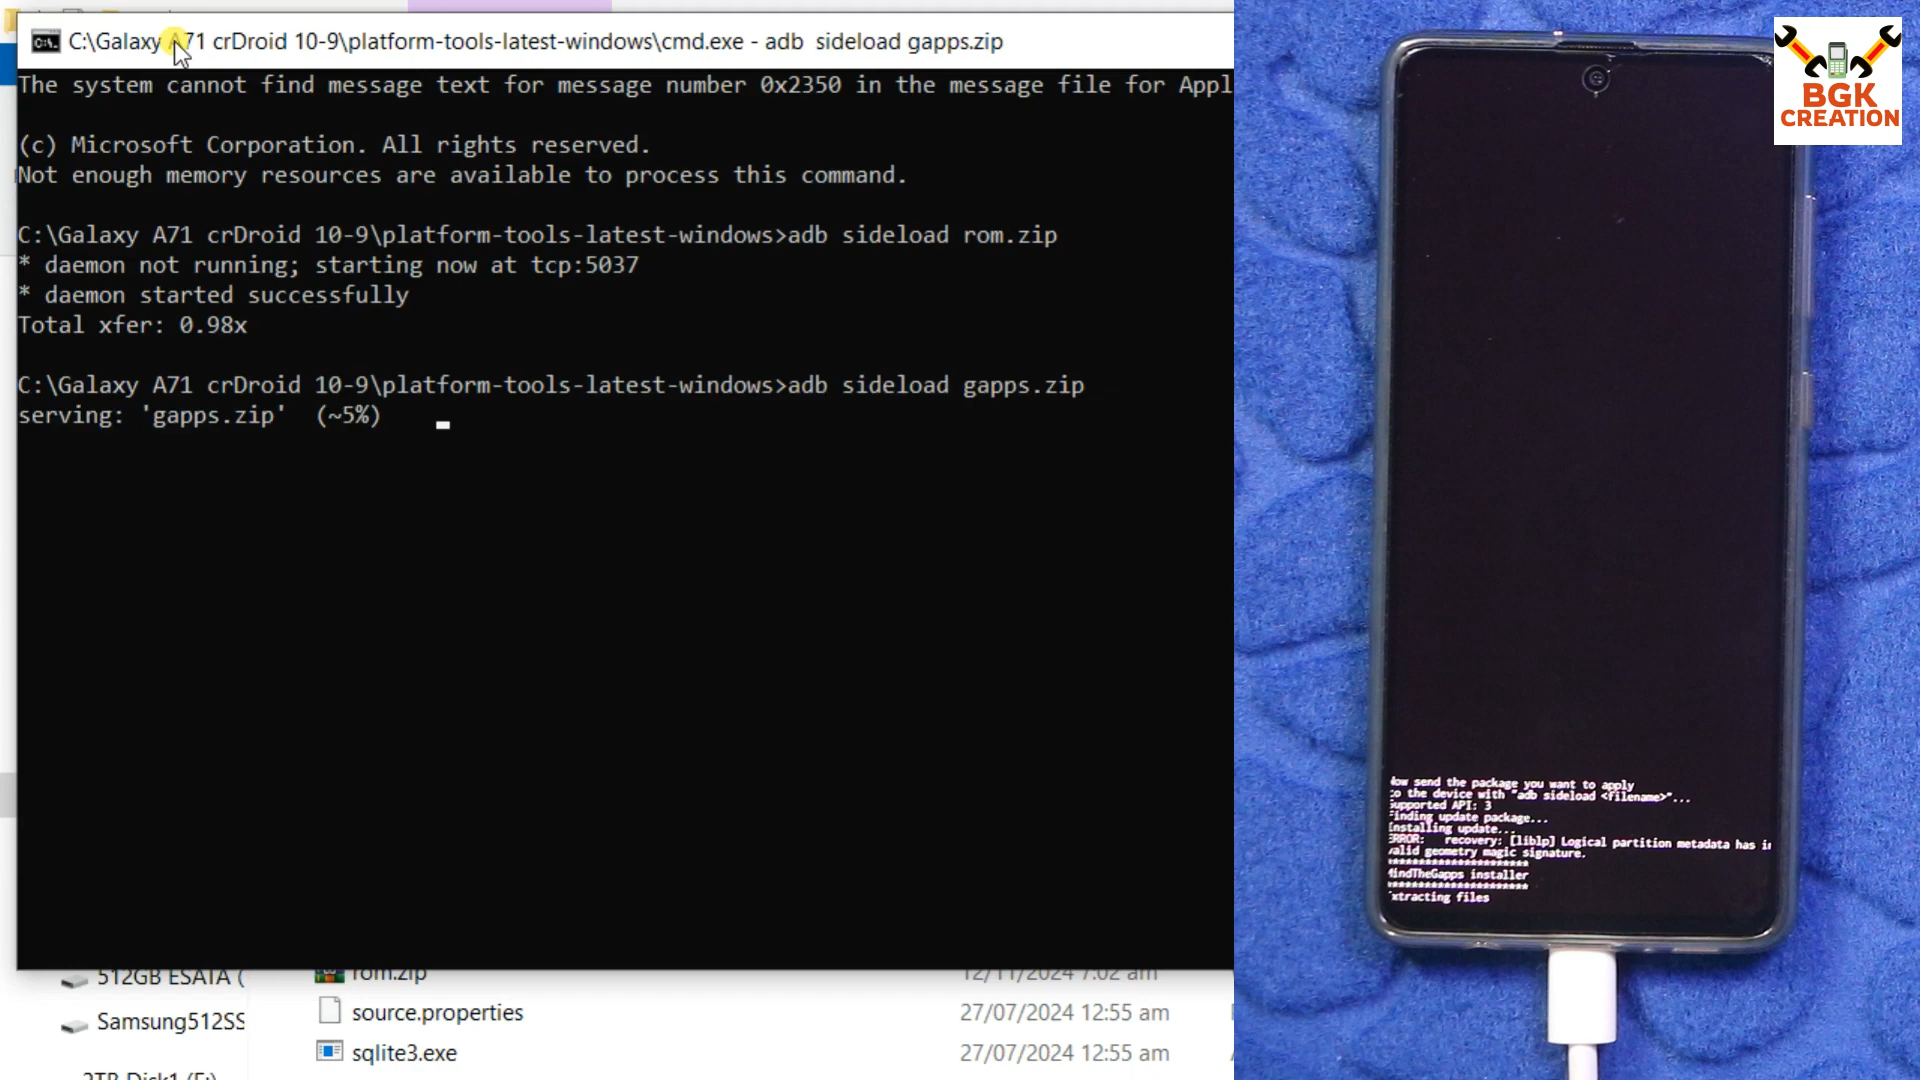 C:\Galaxy A71 crDroid 10-9\platform-tools-latest-windows\cmd.exe - adb  sideload gapps.zip
The system cannot find message text for message number 0x2350 in the message file for Appl
(c) Microsoft Corporation. All rights reserved.
Not enough memory resources are available to process this command.
C:\Galaxy A71 crDroid 10-9\platform-tools-latest-windows>adb sideload rom.zip
* daemon not running; starting now at tcp:5037
* daemon started successfully
Total xfer: 0.98x
C:\Galaxy A71 crDroid 10-9\platform-tools-latest-windows>adb sideload gapps.zip
serving: 'gapps.zip'  (~5%)
512GB ESATA (
rom.zip
12/11/2024 7:02 am
Samsung512SS
source.properties
27/07/2024 12:55 am
sqlite3.exe
27/07/2024 12:55 am
2TB Disk1 (F:)
BGK
CREATION
ow send the package you want to apply
o the device with "adb sideload <filename>"...
upported API: 3
inding update package...
nstalling update...
RROR: recovery: [liblp] Logical partition metadata has in
valid geometry magic signature.
**********************
indTheGapps installer
**********************
xtracting files